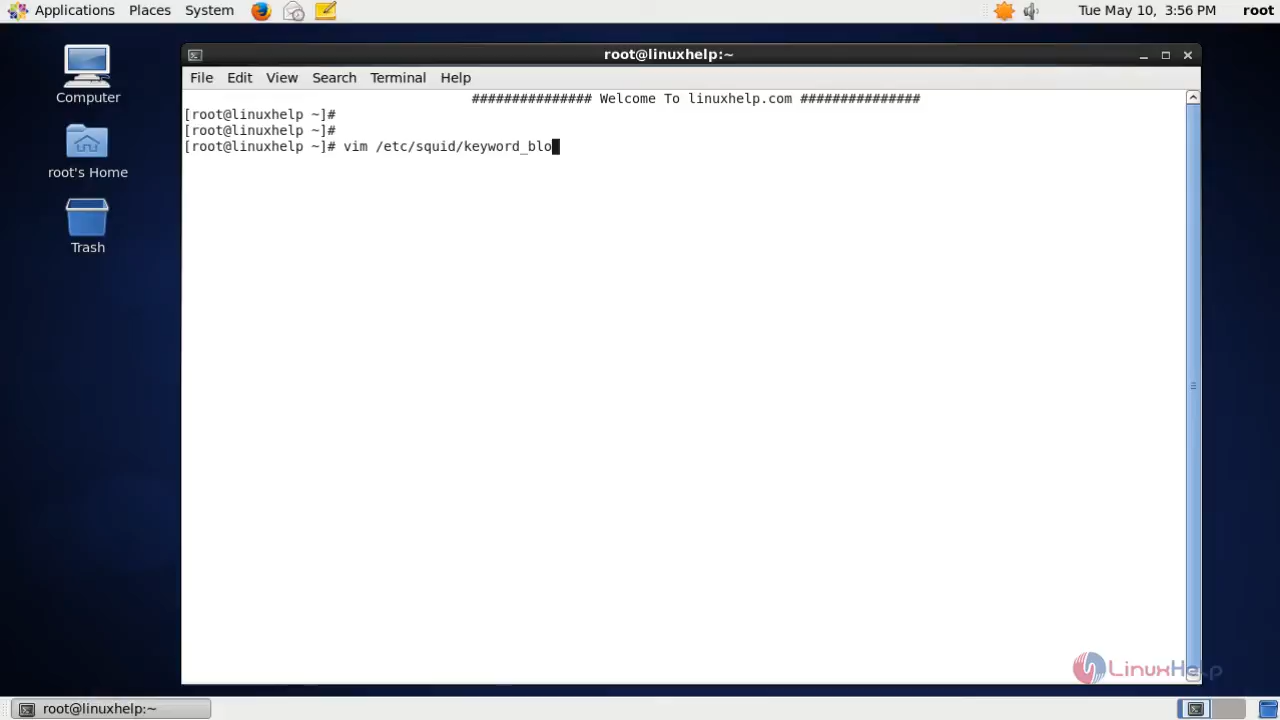 Applications Places System Tue May 10, 3:56 PM root
root@linuxhelp:~
File Edit View Search Terminal Help
############### Welcome To linuxhelp.com ###############
[root@linuxhelp ~]#
[root@linuxhelp ~]#
[root@linuxhelp ~]# vim /etc/squid/keyword_blo
Computer
root's Home
Trash
LinuxHelp
root@linuxhelp:~